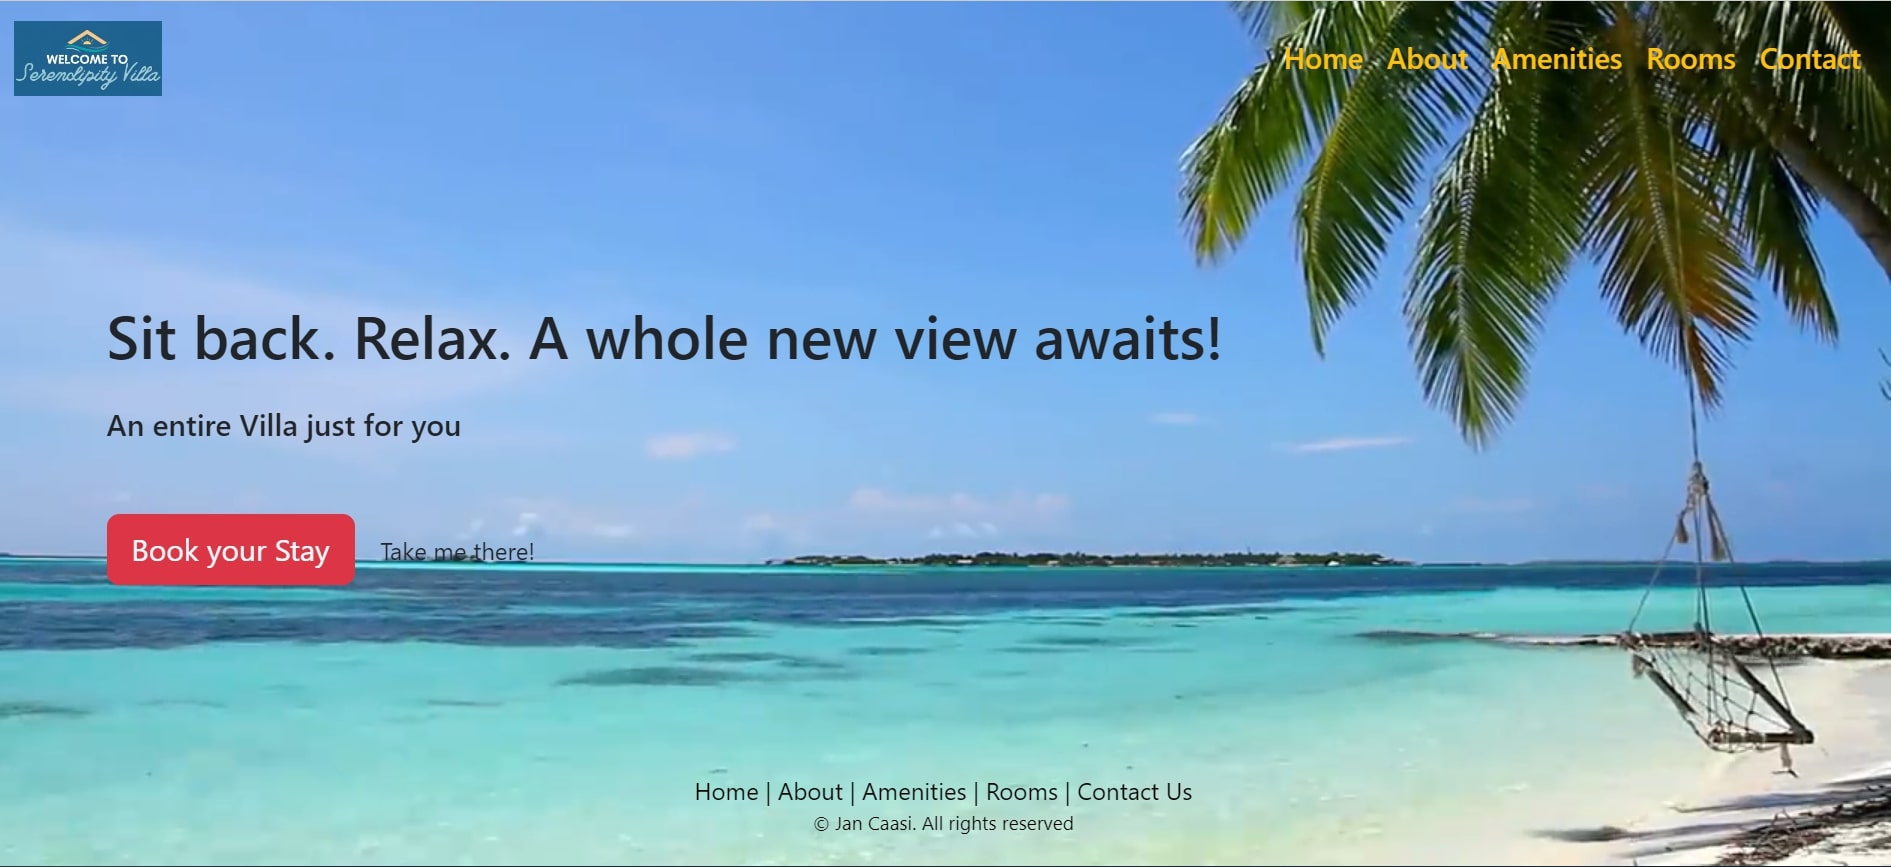 WELCOME TO
Serendipity Villa
Home About Amenities Rooms Contact
Sit back. Relax. A whole new view awaits!
An entire Villa just for you
Book your Stay Take me there!
Home | About | Amenities | Rooms | Contact Us
© Jan Caasi. All rights reserved